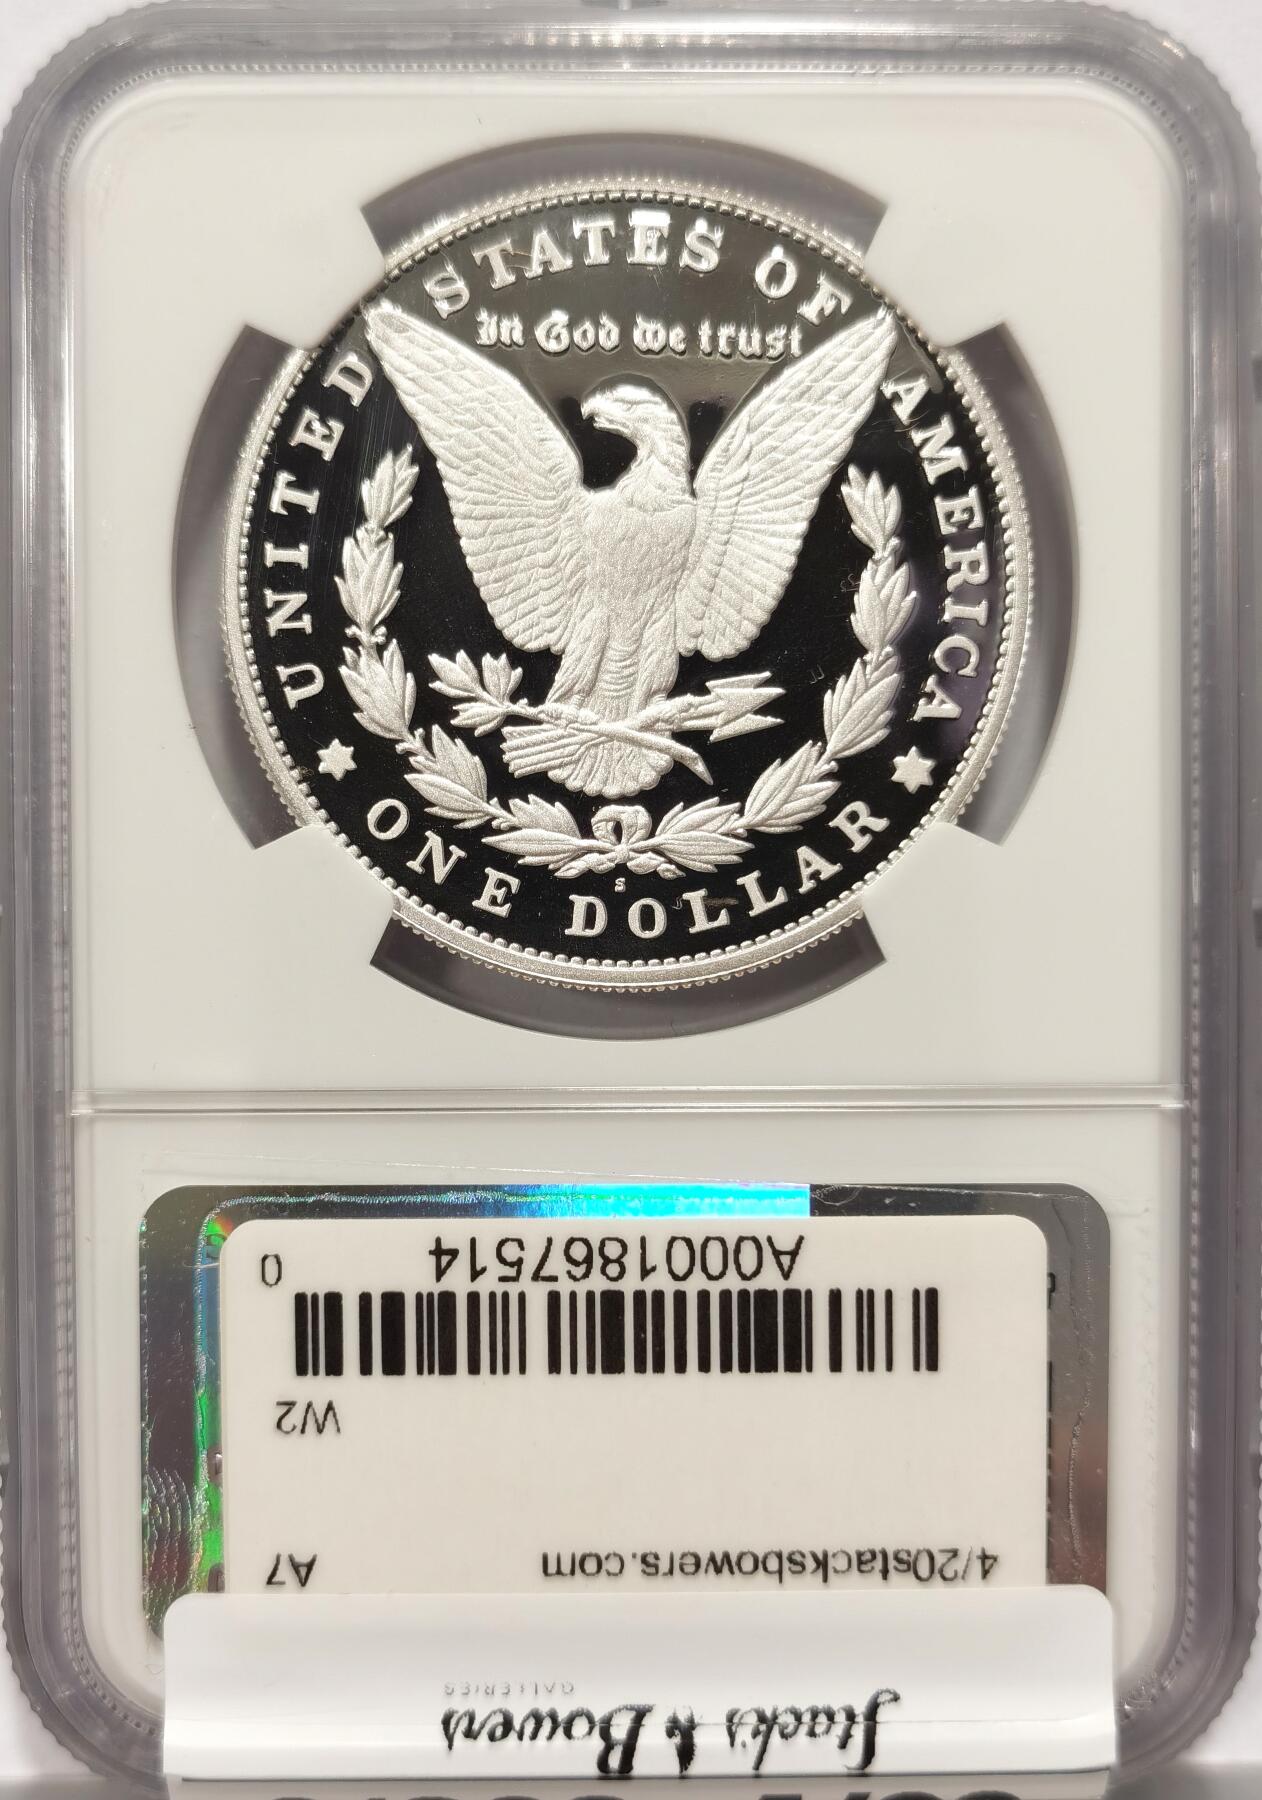 UNITED STATES OF AMERICA
In God we trust
S
ONE DOLLAR
A0001867514
0
W2
4/20stacksbowers.com
A7
Stack's & Bowers
GALLERIES